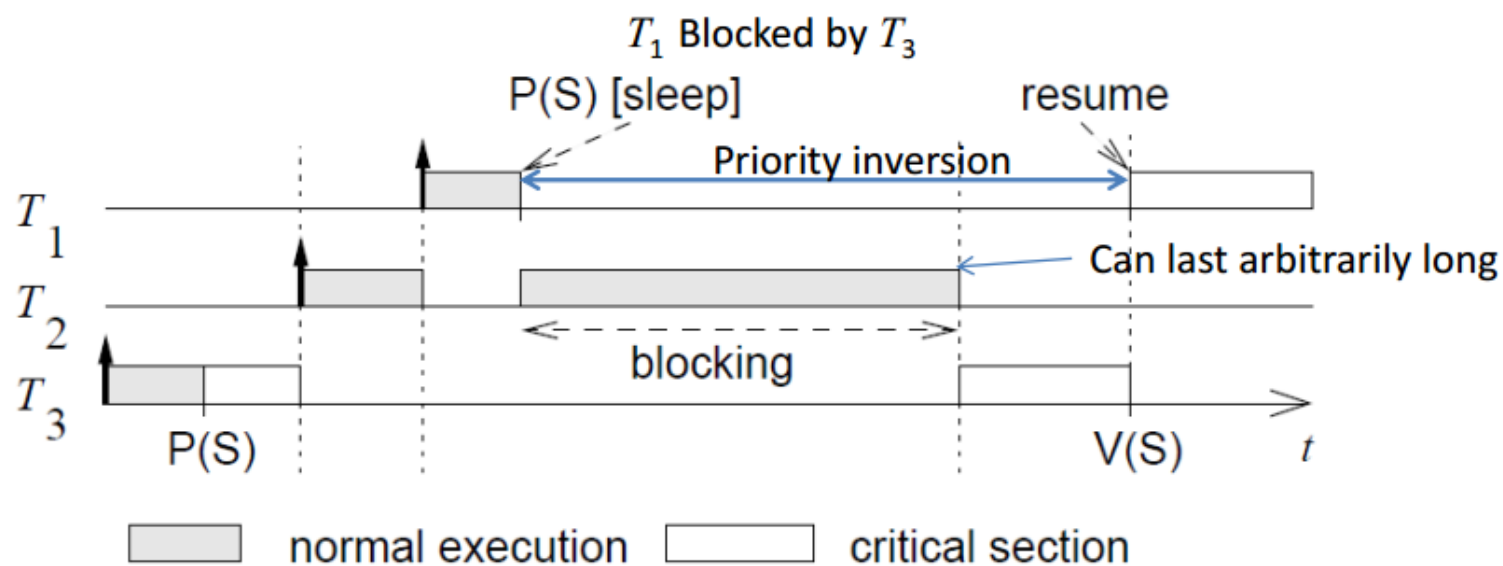 T1 Blocked by T3
P(S) [sleep]
resume
Priority inversion
T1
Can last arbitrarily long
T2
blocking
T3
P(S)
V(S)
t
normal execution
critical section